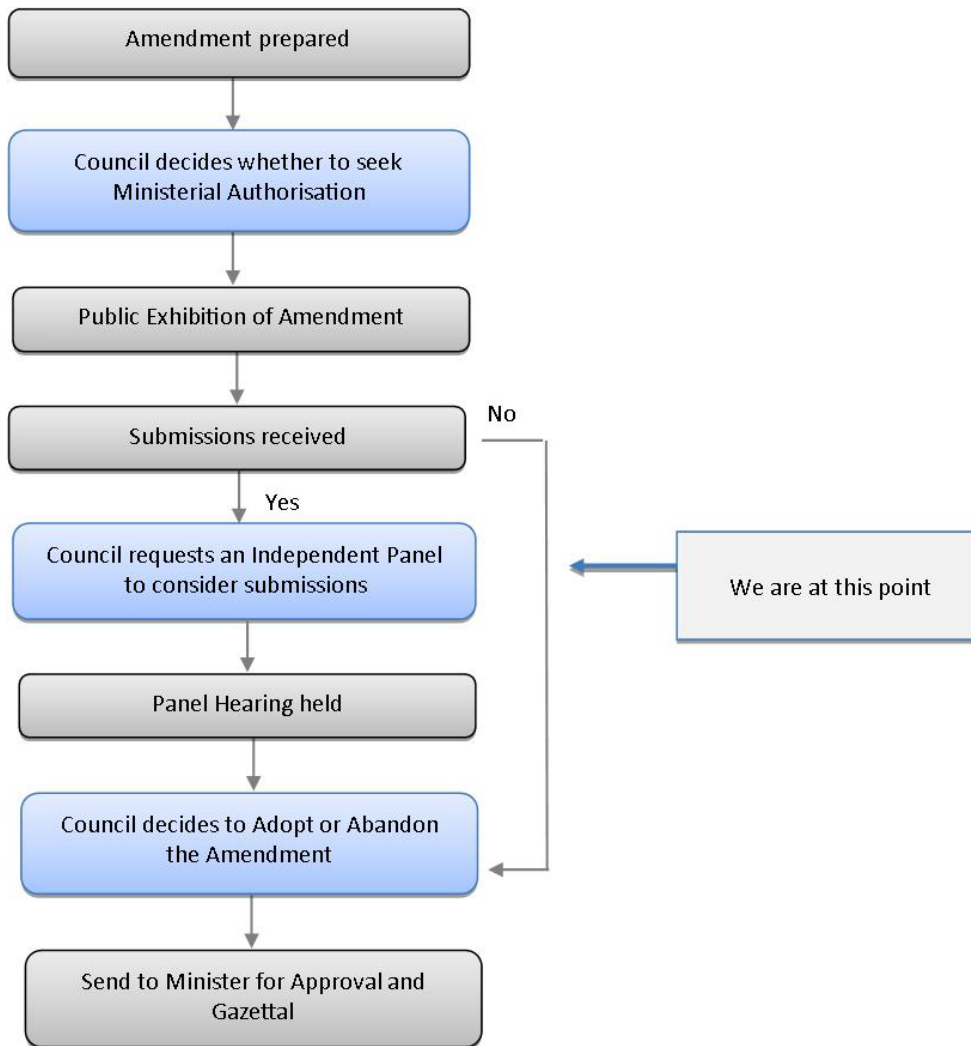 Amendment prepared
Council decides whether to seek
Ministerial Authorisation
Public Exhibition of Amendment
Submissions received
No
Yes
Council requests an Independent Panel
to consider submissions
We are at this point
Panel Hearing held
Council decides to Adopt or Abandon
the Amendment
Send to Minister for Approval and
Gazettal